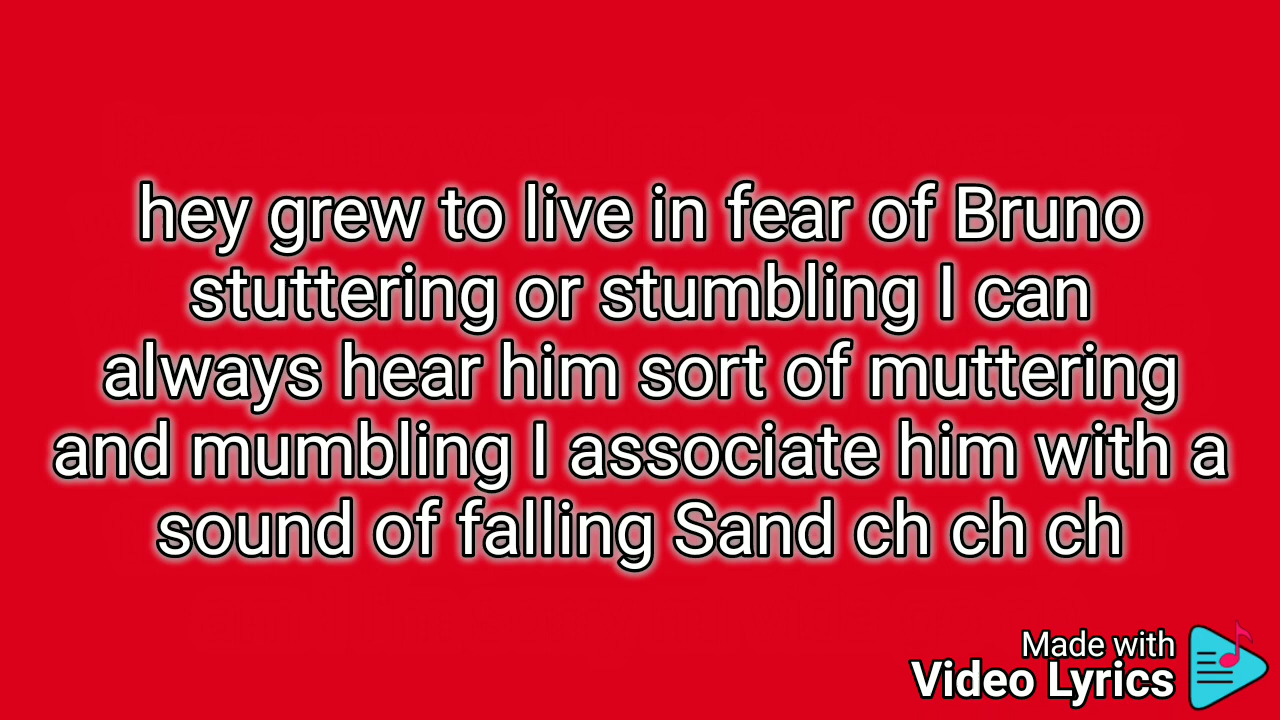 hey grew to live in fear of Bruno
stuttering or stumbling I can
always hear him sort of muttering
and mumbling I associate him with a
sound of falling Sand ch ch ch
Made with
Video Lyrics